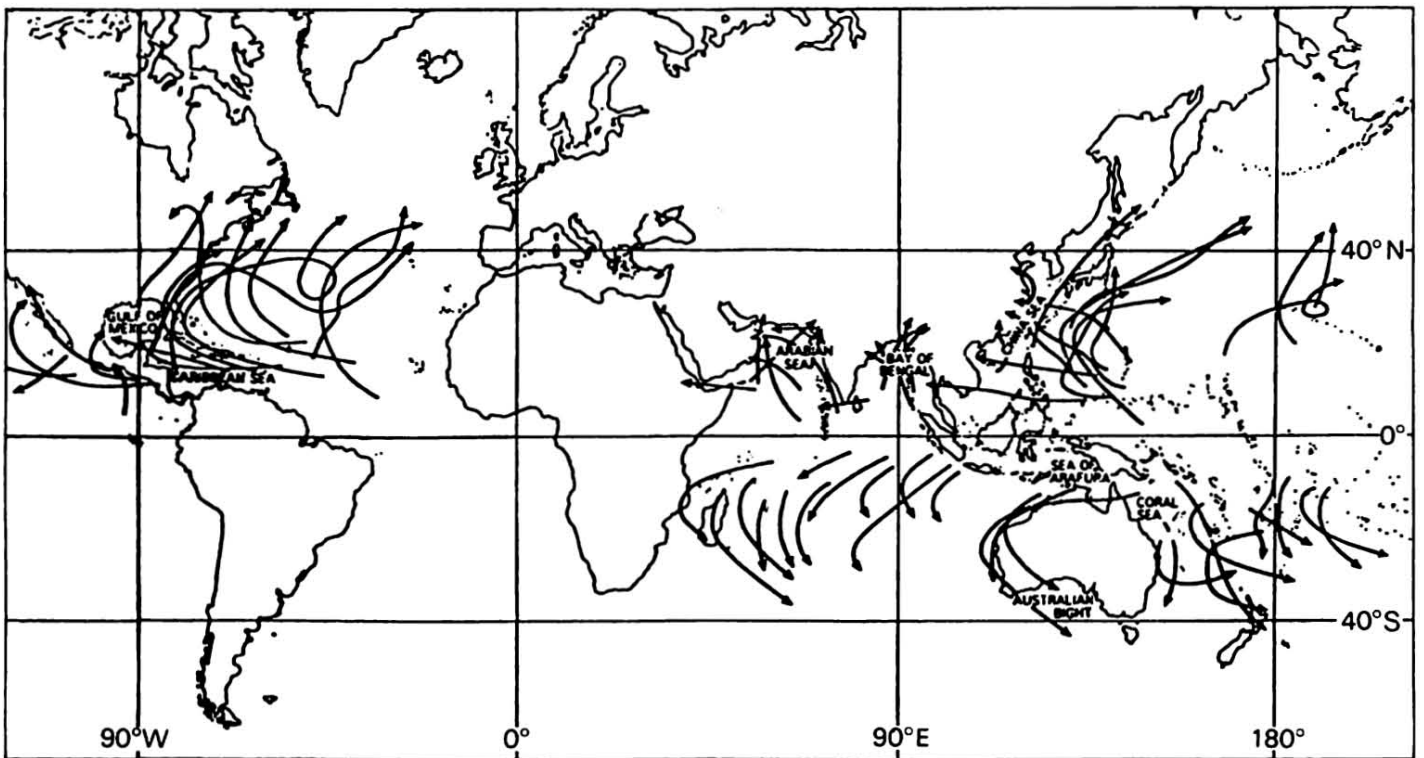 40°N
GULF OF
MEXICO
CARIBBEAN SEA
ARABIAN
SEA
BAY OF
BENGAL
0°
SEA OF
ARAFURA
CORAL
SEA
AUSTRALIAN
BIGHT
40°S
90°W
0°
90°E
180°